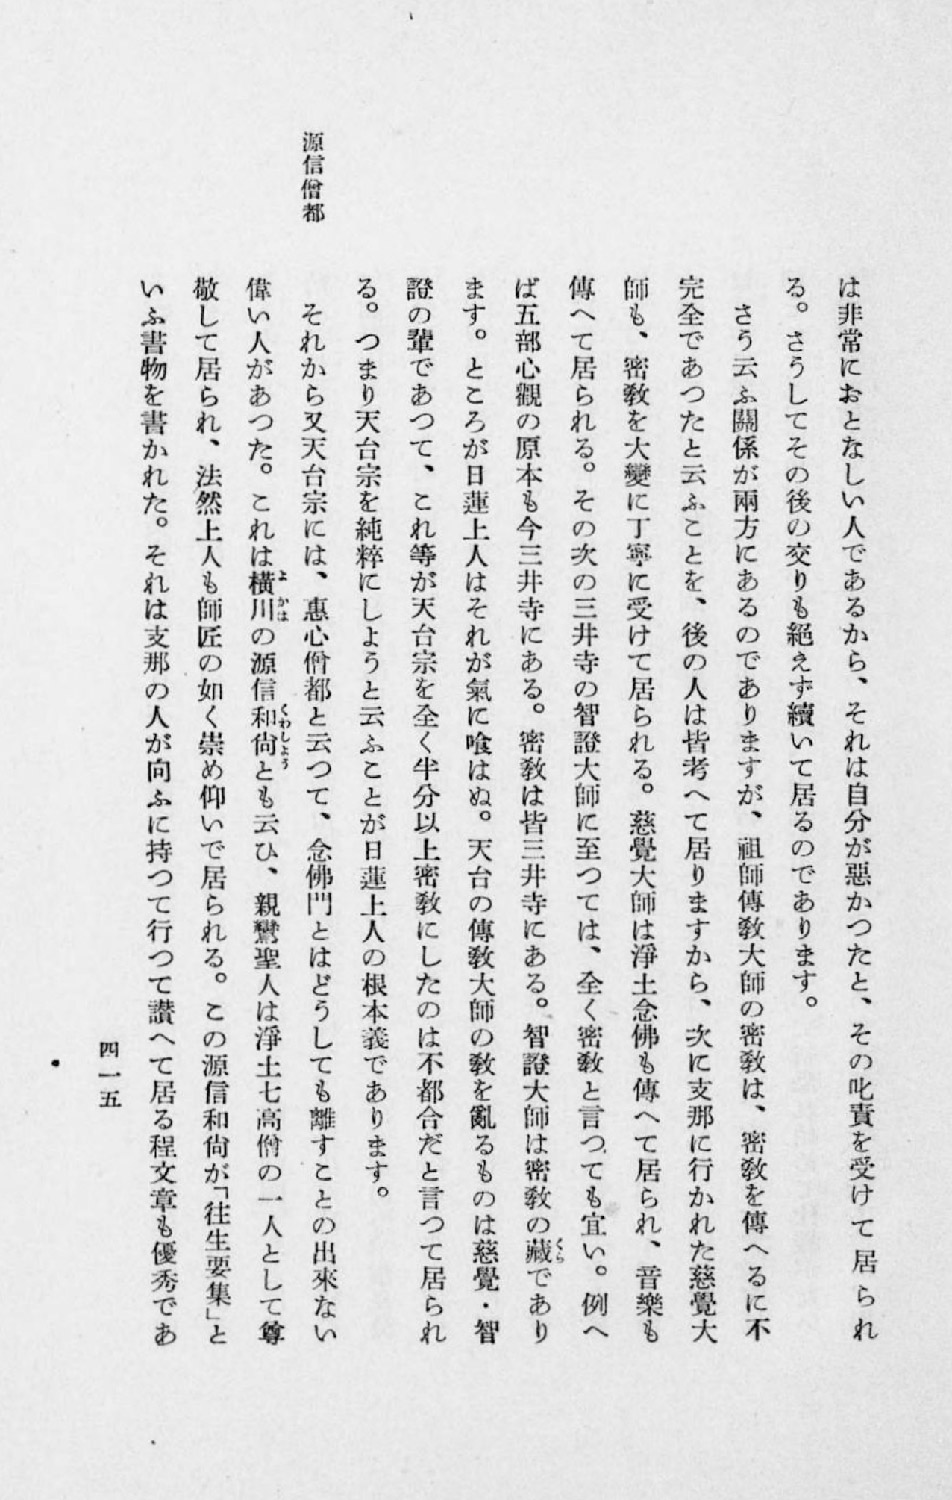 は非常におとなしい人であるから、それは自分が惡かつたと、その叱責を受けて居られ
る。さうしてその後の交りも絕えず續いて居るのであります。
さう云ふ關係が兩方にあるのでありますが、祖師傳敎大師の密敎は、密敎を傳へるに不
完全であつたと云ふことを、後の人は皆考へて居りますから、次に支那に行かれた慈覺大
師も、密敎を大變に丁寧に受けて居られる。慈覺大師は淨土念佛も傳へて居られ、音樂も
傳へて居られる。その次の三井寺の智證大師に至つては、全く密敎と言つても宜い。例へ
ば五部心觀の原本も今三井寺にある。密敎は皆三井寺にある。智證大師は密敎の藏であり
くら
ます。ところが日蓮上人はそれが氣に喰はぬ。天台の傳敎大師の敎を亂るものは慈覺・智
證の輩であつて、これ等が天台宗を全く半分以上密敎にしたのは不都合だと言つて居られ
る。つまり天台宗を純粹にしようと云ふことが日蓮上人の根本義であります。
源信僧都
それから又天台宗には、惠心僧都と云つて、念佛門とはどうしても離すことの出來ない
偉い人があつた。これは橫川の源信和尙とも云ひ、親鸞聖人は淨土七高僧の一人として尊
よかは
くわしよう
敬して居られ、法然上人も師匠の如く崇め仰いで居られる。この源信和尙が「往生要集」と
いふ書物を書かれた。それは支那の人が向ふに持つて行つて讃へて居る程文章も優秀であ
四一五